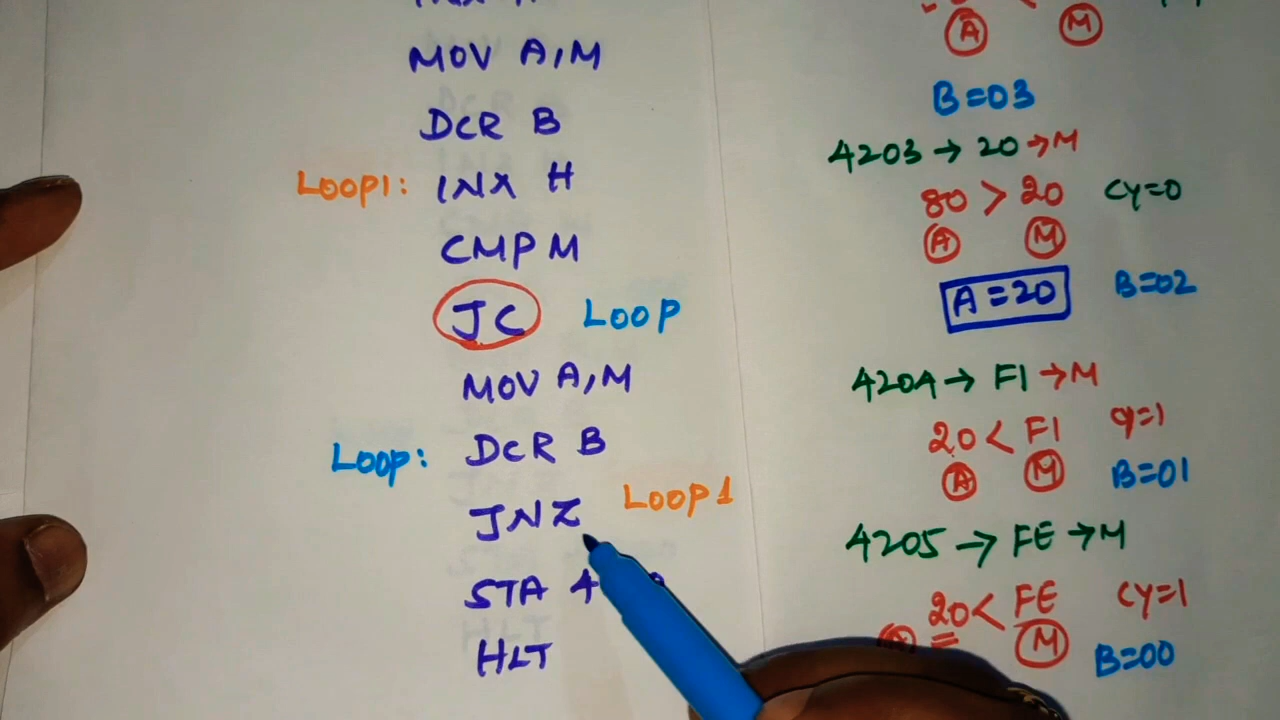 MOV A,M
DCR B
LOOP1: INX H
CMP M
JC LOOP
MOV A,M
LOOP: DCR B
JNZ LOOP1
STA
HLT
A M
B=03
4203→20→M
80 > 20 CY=0
A M
A=20 B=02
4204→F1→M
20 < F1 CY=1
A M B=01
4205→FE→M
20 < FE CY=1
A M B=00